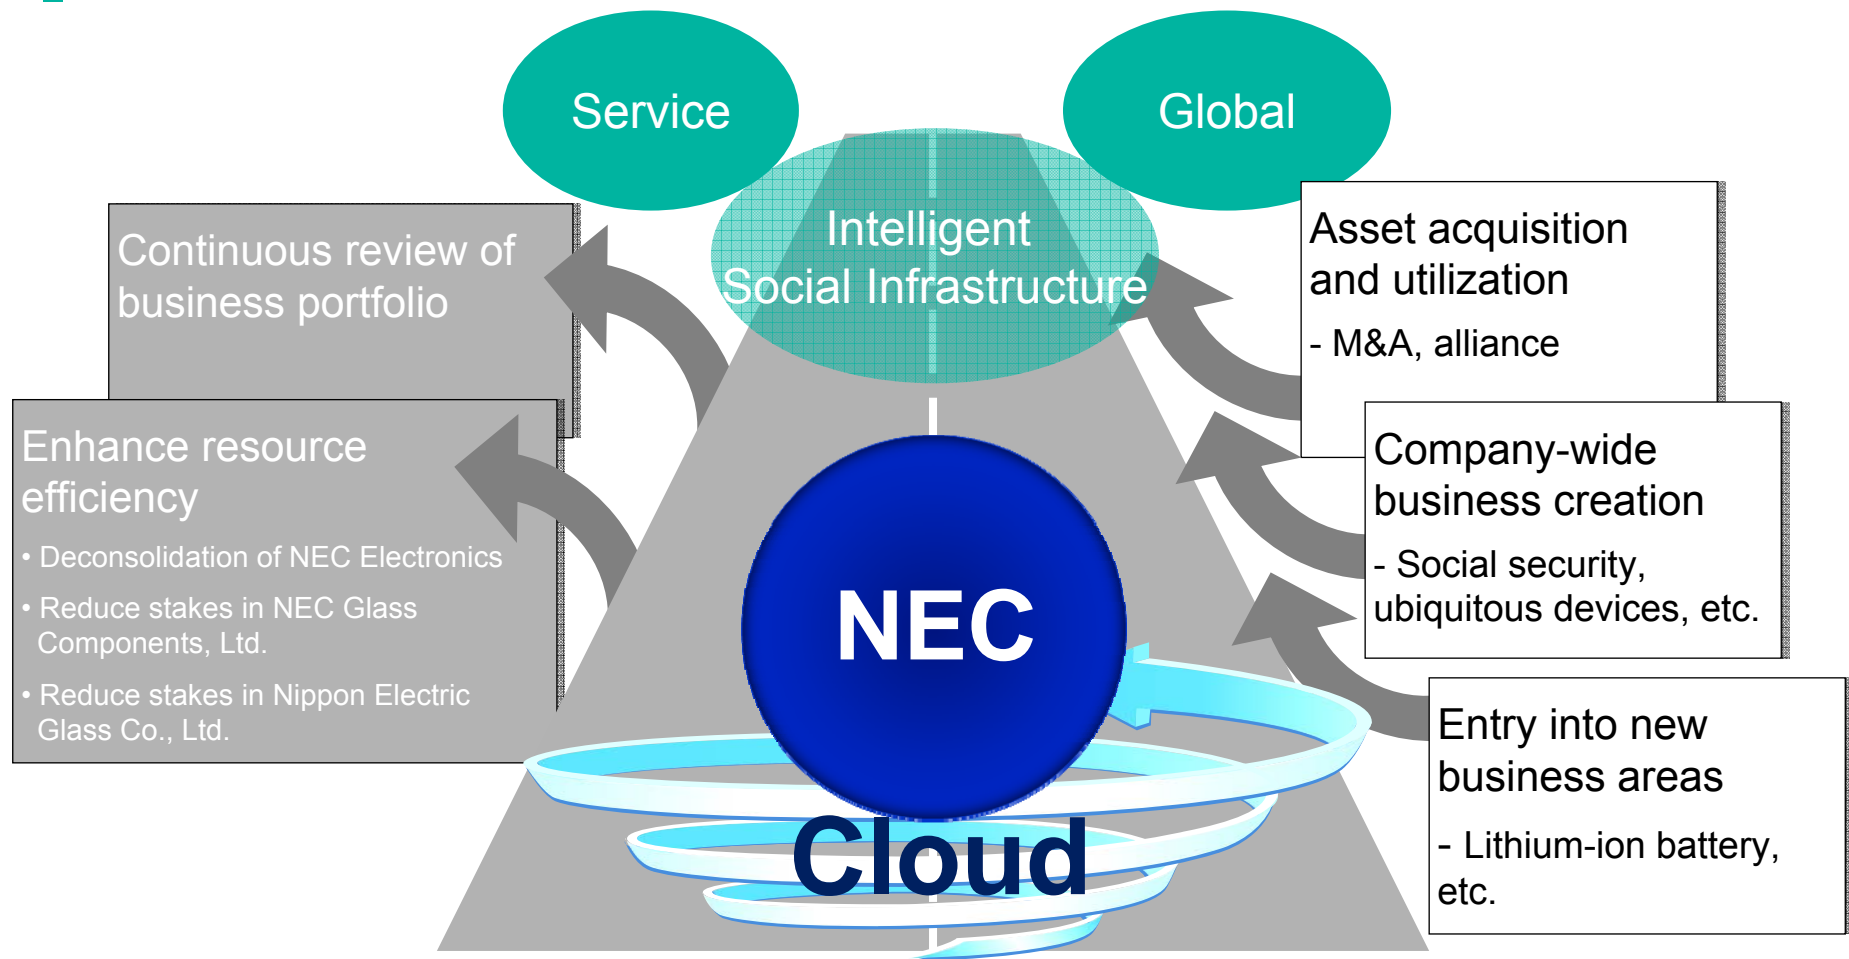 Service
Global
Intelligent
Social Infrastructure
Continuous review of
business portfolio
Enhance resource
efficiency
• Deconsolidation of NEC Electronics
• Reduce stakes in NEC Glass
Components, Ltd.
• Reduce stakes in Nippon Electric
Glass Co., Ltd.
NEC
Cloud
Asset acquisition
and utilization
- M&A, alliance
Company-wide
business creation
- Social security,
ubiquitous devices, etc.
Entry into new
business areas
- Lithium-ion battery,
etc.